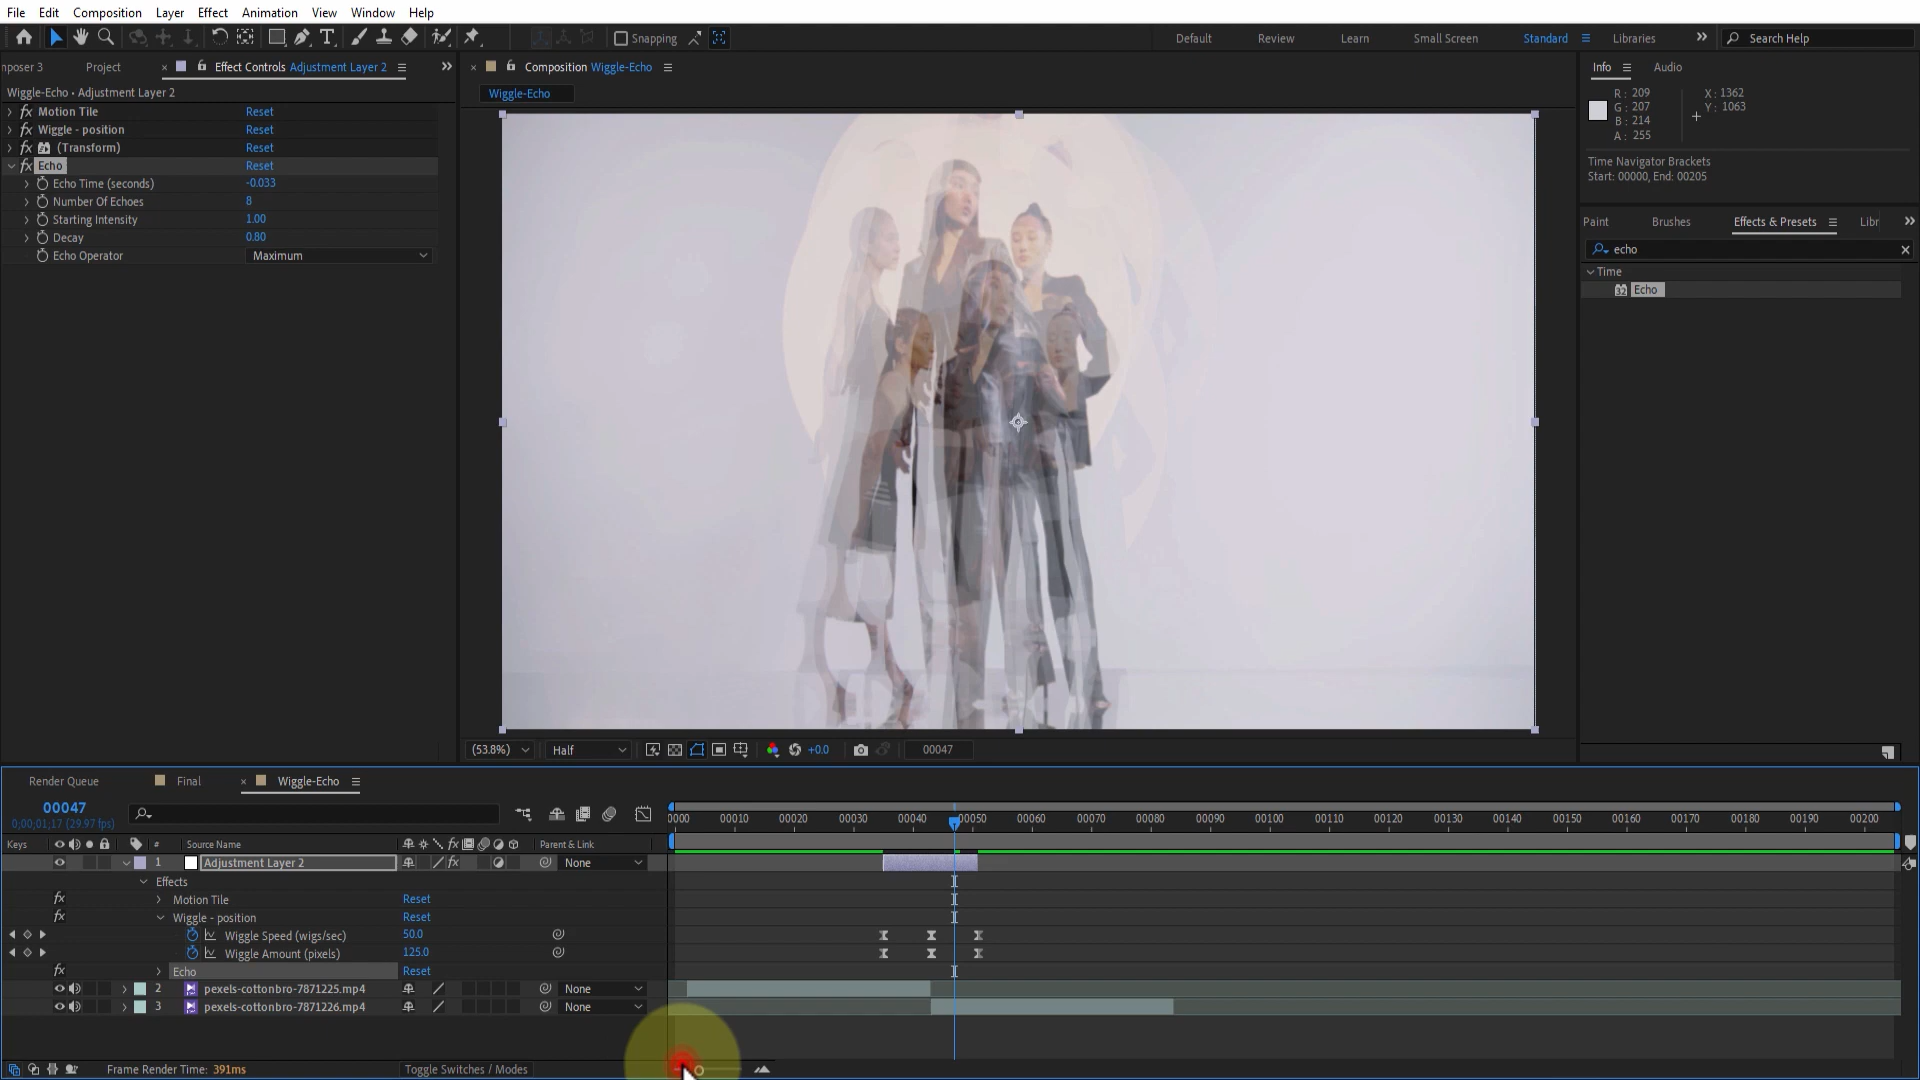 File Edit Composition Layer Effect Animation View Window Help
Snapping
Default Review Learn Small Screen Standard Libraries Search Help
mposer 3 Project Effect Controls Adjustment Layer 2
Composition Wiggle-Echo
Info Audio
Wiggle-Echo • Adjustment Layer 2
Wiggle-Echo
R: 209 X: 1362
G: 207 Y: 1063
B: 214
A: 255
Motion Tile Reset
Wiggle - position Reset
(Transform) Reset
Echo Reset
Echo Time (seconds) -0.033
Number Of Echoes 8
Starting Intensity 1.00
Decay 0.80
Echo Operator Maximum
Time Navigator Brackets
Start: 00000, End: 00205
Paint Brushes Effects & Presets Libr
echo
Time
Echo
(53.8%) Half +0.0 00047
Render Queue Final Wiggle-Echo
00047
0;00;01;17 (29.97 fps)
0000 00010 00020 00030 00040 00050 00060 00070 00080 00090 00100 00110 00120 00130 00140 00150 00160 00170 00180 00190 00200
Keys # Source Name fx Parent & Link
1 Adjustment Layer 2 fx None
Effects
fx Motion Tile Reset
fx Wiggle - position Reset
Wiggle Speed (wigs/sec) 50.0
Wiggle Amount (pixels) 125.0
fx Echo Reset
2 pexels-cottonbro-7871225.mp4 None
3 pexels-cottonbro-7871226.mp4 None
Frame Render Time: 391ms Toggle Switches / Modes